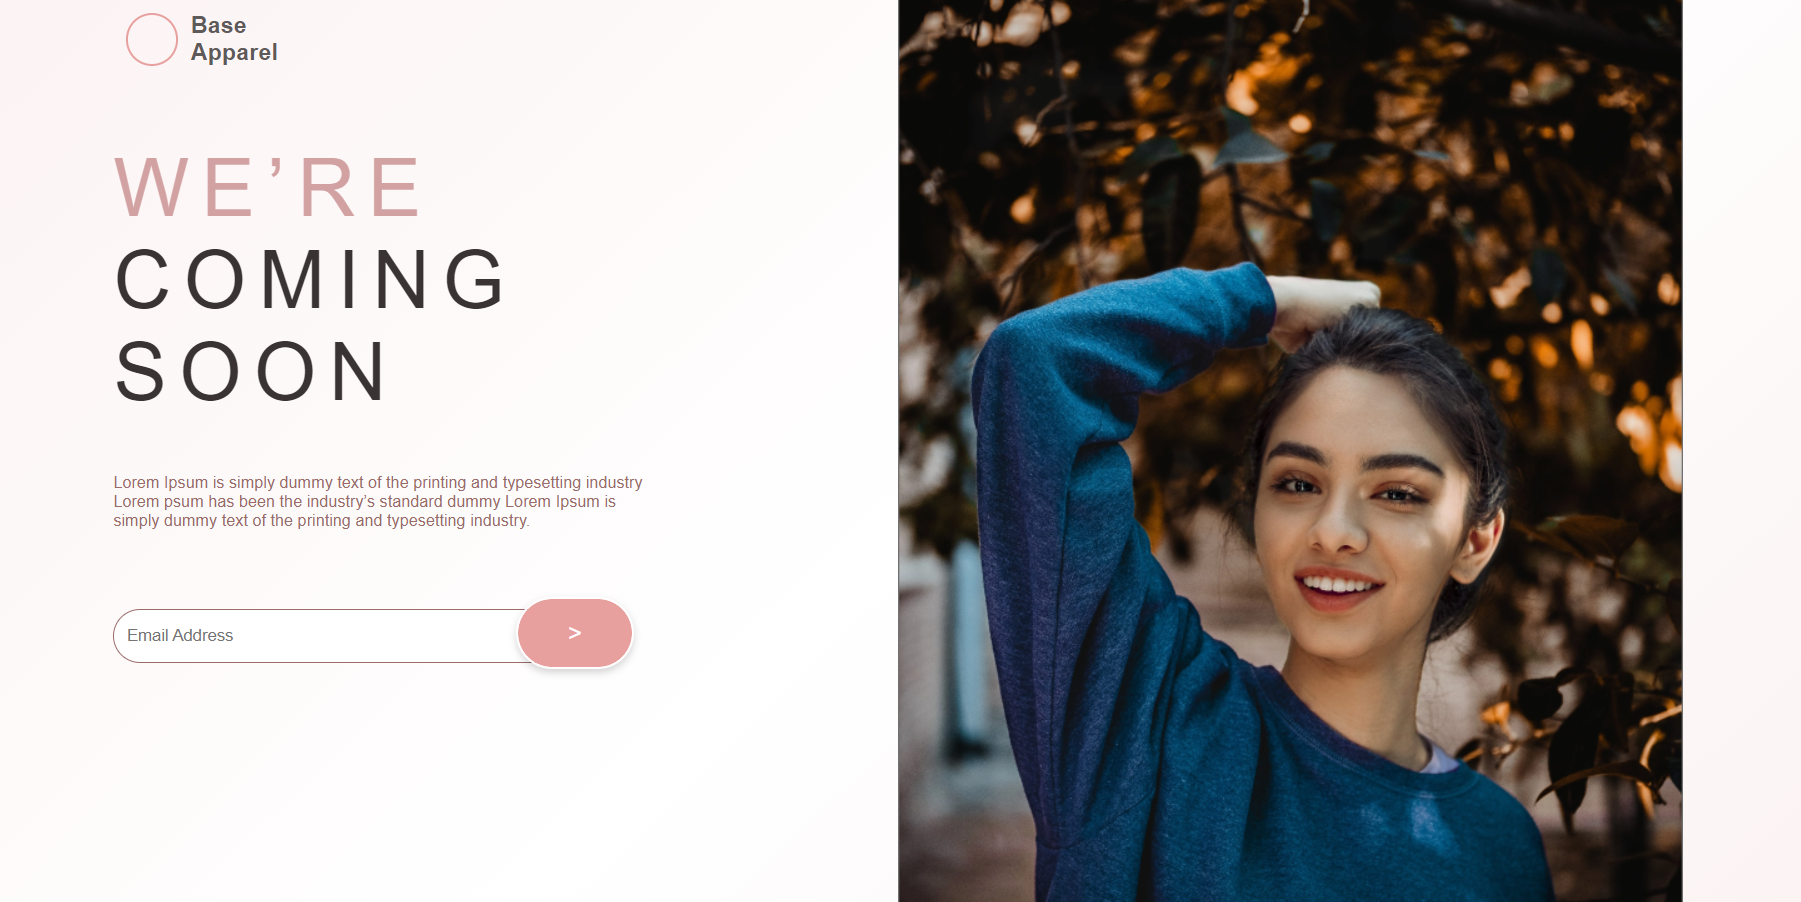 Base
Apparel
WE’RE
COMING
SOON
Lorem Ipsum is simply dummy text of the printing and typesetting industry
Lorem psum has been the industry’s standard dummy Lorem Ipsum is
simply dummy text of the printing and typesetting industry.
Email Address
>